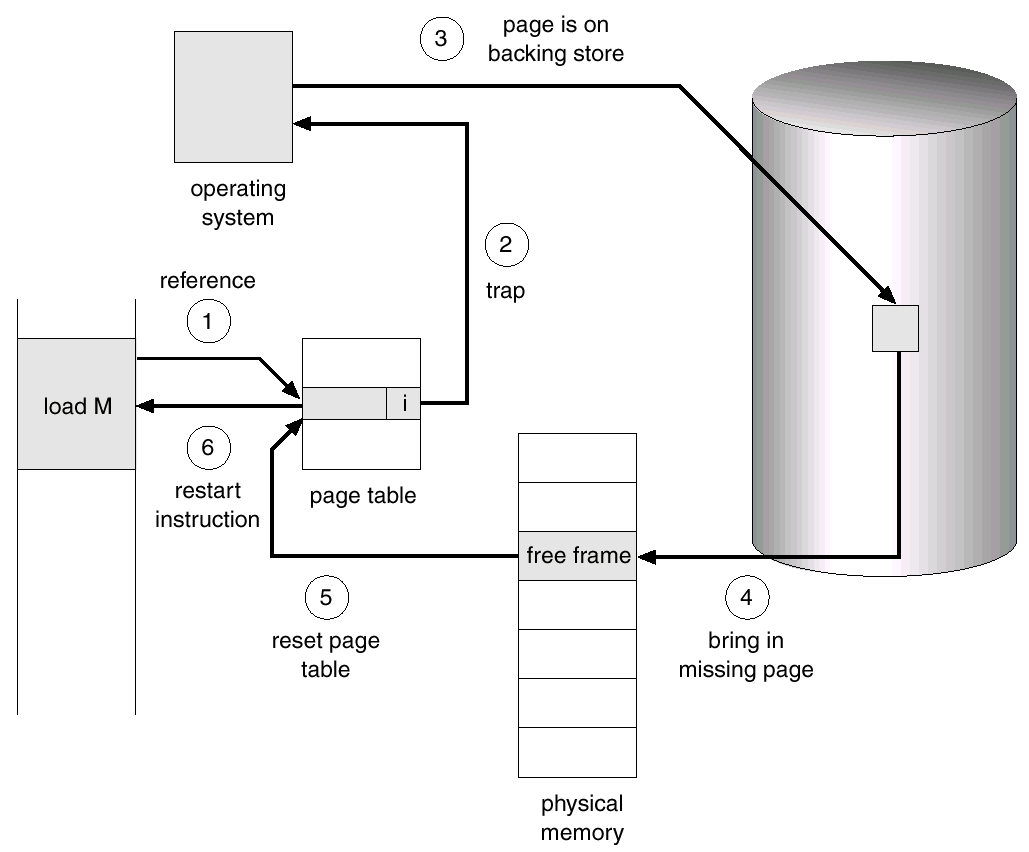 3
page is on
backing store
operating
system
2
trap
reference
1
load M
i
6
restart
instruction
page table
free frame
5
reset page
table
4
bring in
missing page
physical
memory